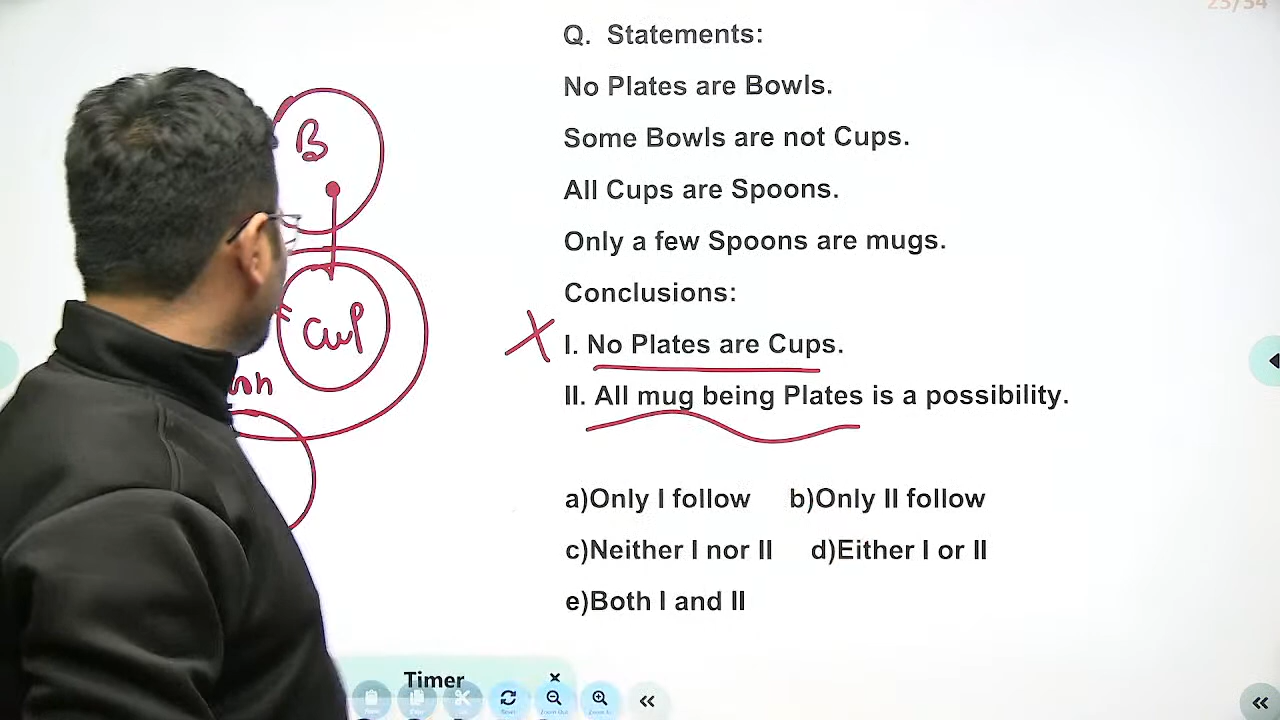 23/54
Q. Statements:
No Plates are Bowls.
Some Bowls are not Cups.
All Cups are Spoons.
Only a few Spoons are mugs.
Conclusions:
I. No Plates are Cups.
II. All mug being Plates is a possibility.
a)Only I follow b)Only II follow
c)Neither I nor II d)Either I or II
e)Both I and II
B
Cup
Timer